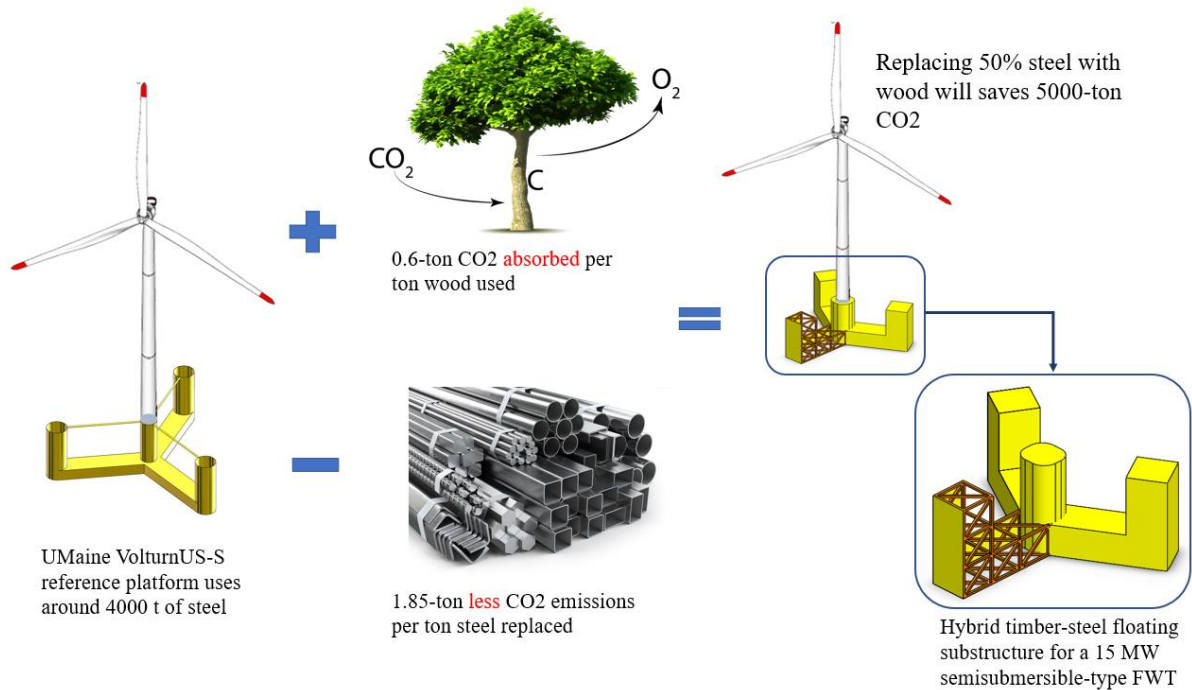 UMaine VolturnUS-S
reference platform uses
around 4000 t of steel
CO₂
C
O₂
0.6-ton CO2 absorbed per
ton wood used
1.85-ton less CO2 emissions
per ton steel replaced
Replacing 50% steel with
wood will saves 5000-ton
CO2
Hybrid timber-steel floating
substructure for a 15 MW
semisubmersible-type FWT